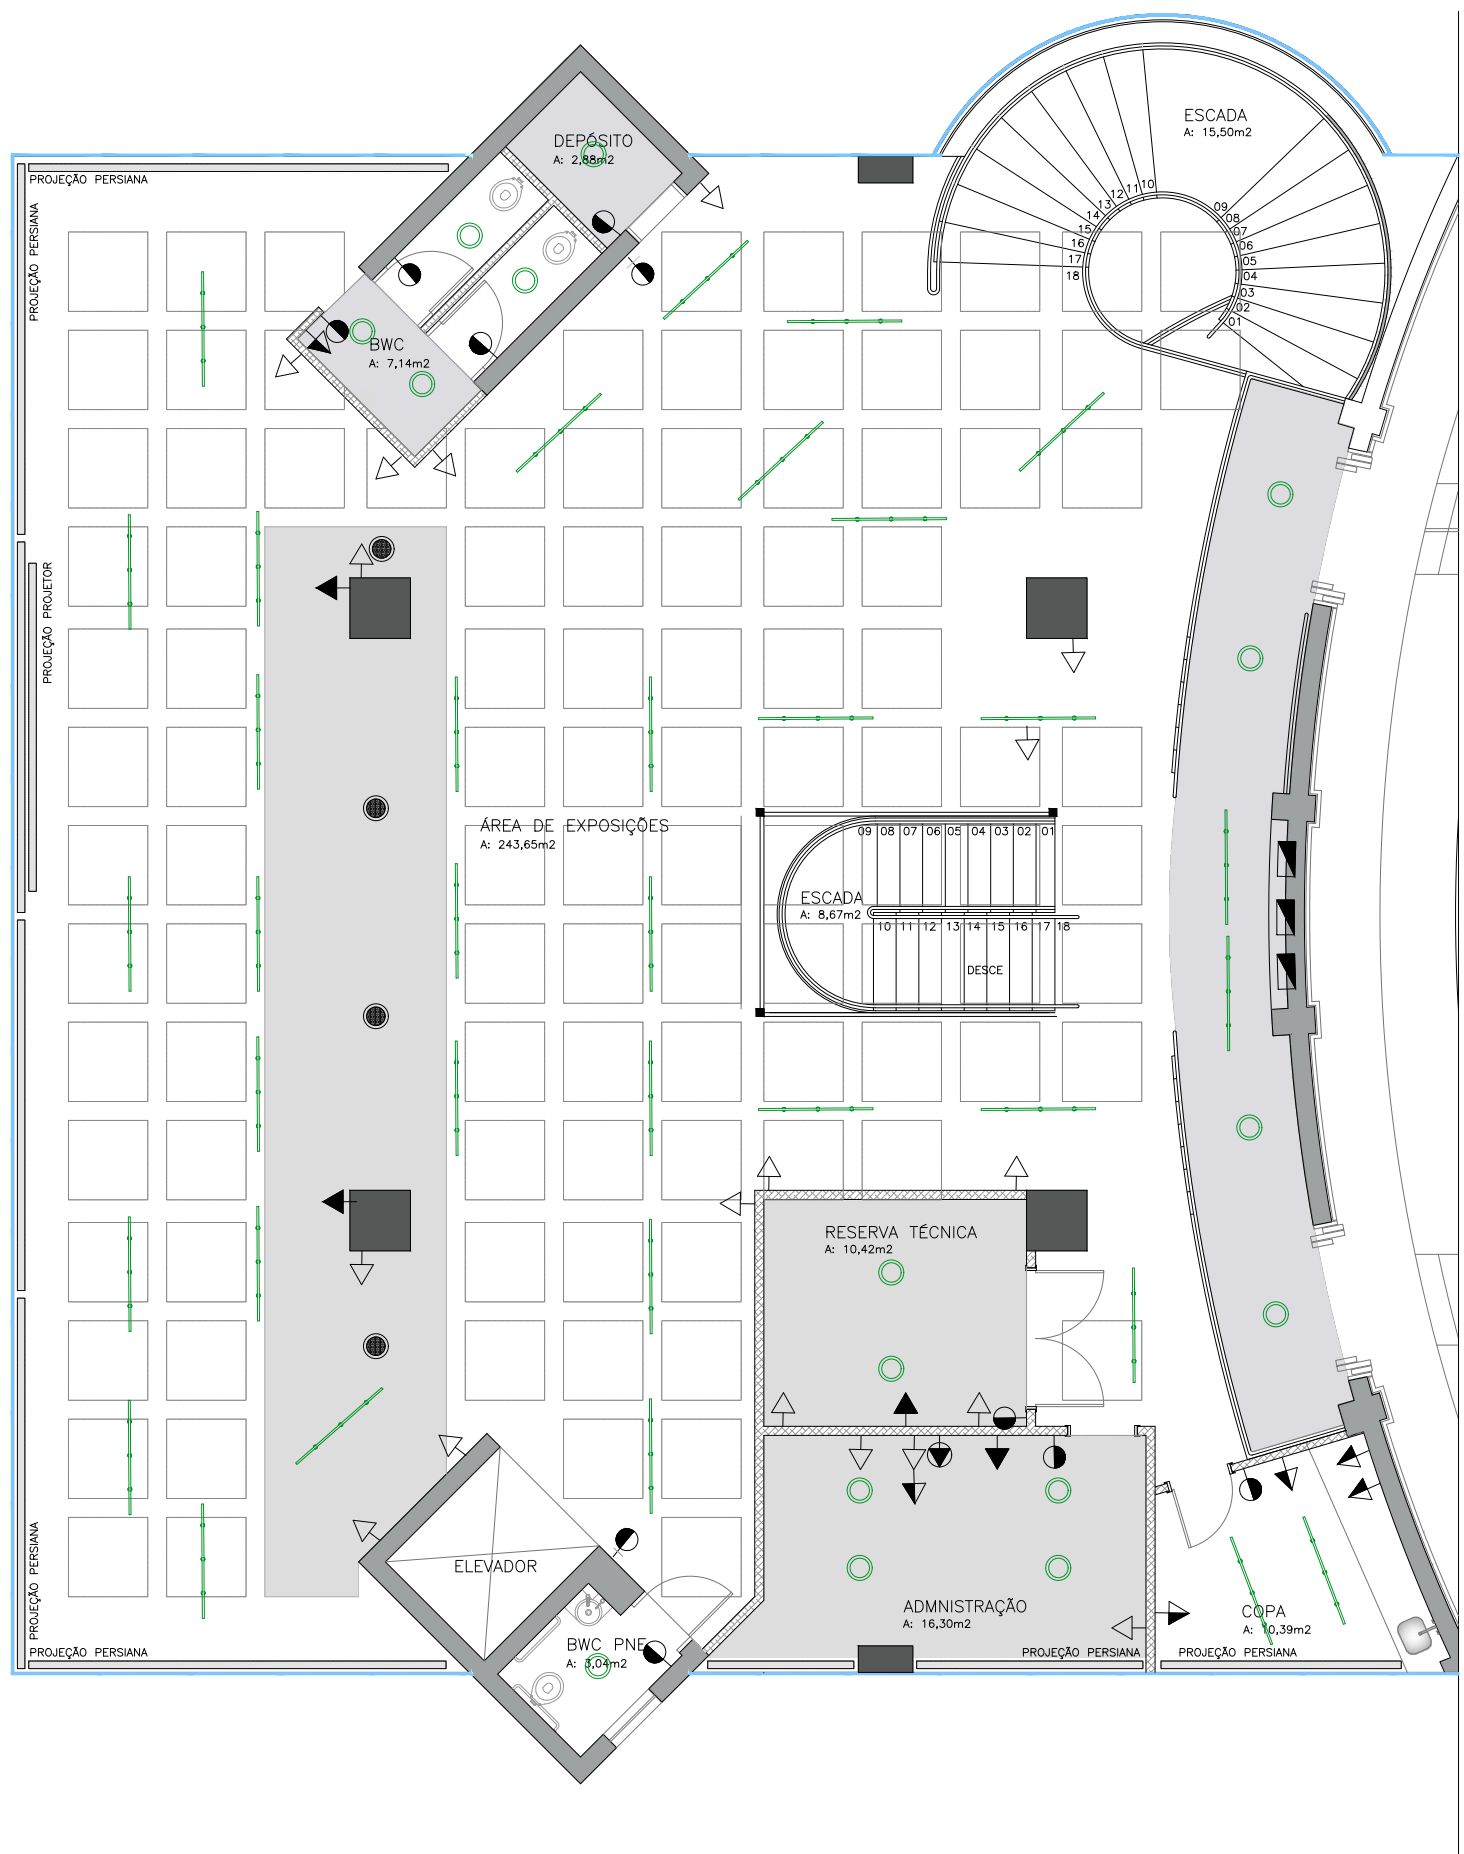 ESCADA
A: 15,50m2
DEPÓSITO
A: 2,88m2
PROJEÇÃO PERSIANA
PROJEÇÃO PERSIANA
10
11
12
13
14
15
16
17
18
09
08
07
06
05
04
03
02
01
BWC
A: 7,14m2
PROJEÇÃO PROJETOR
ÁREA DE EXPOSIÇÕES
A: 243,65m2
09
08
07
06
05
04
03
02
01
ESCADA
A: 8,67m2
10
11
12
13
14
15
16
17
18
DESCE
RESERVA TÉCNICA
A: 10,42m2
ELEVADOR
PROJEÇÃO PERSIANA
ADMNISTRAÇÃO
A: 16,30m2
COPA
A: 10,39m2
BWC PNE
A: 3,04m2
PROJEÇÃO PERSIANA
PROJEÇÃO PERSIANA
PROJEÇÃO PERSIANA